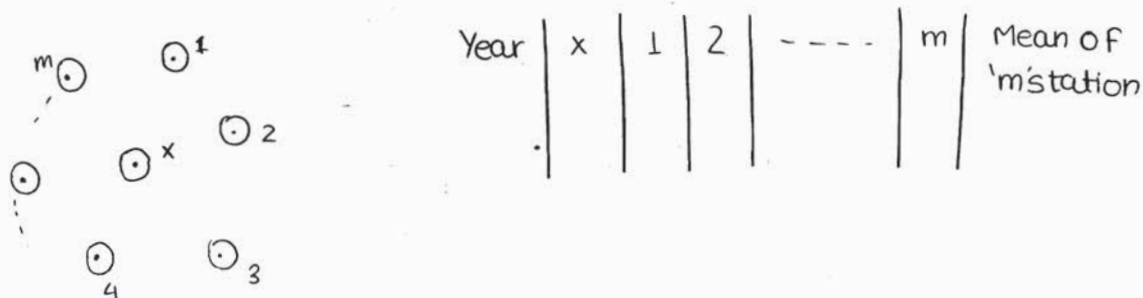 m
1
2
x
3
4
Year x 1 2 ---- m Mean of
'm'station